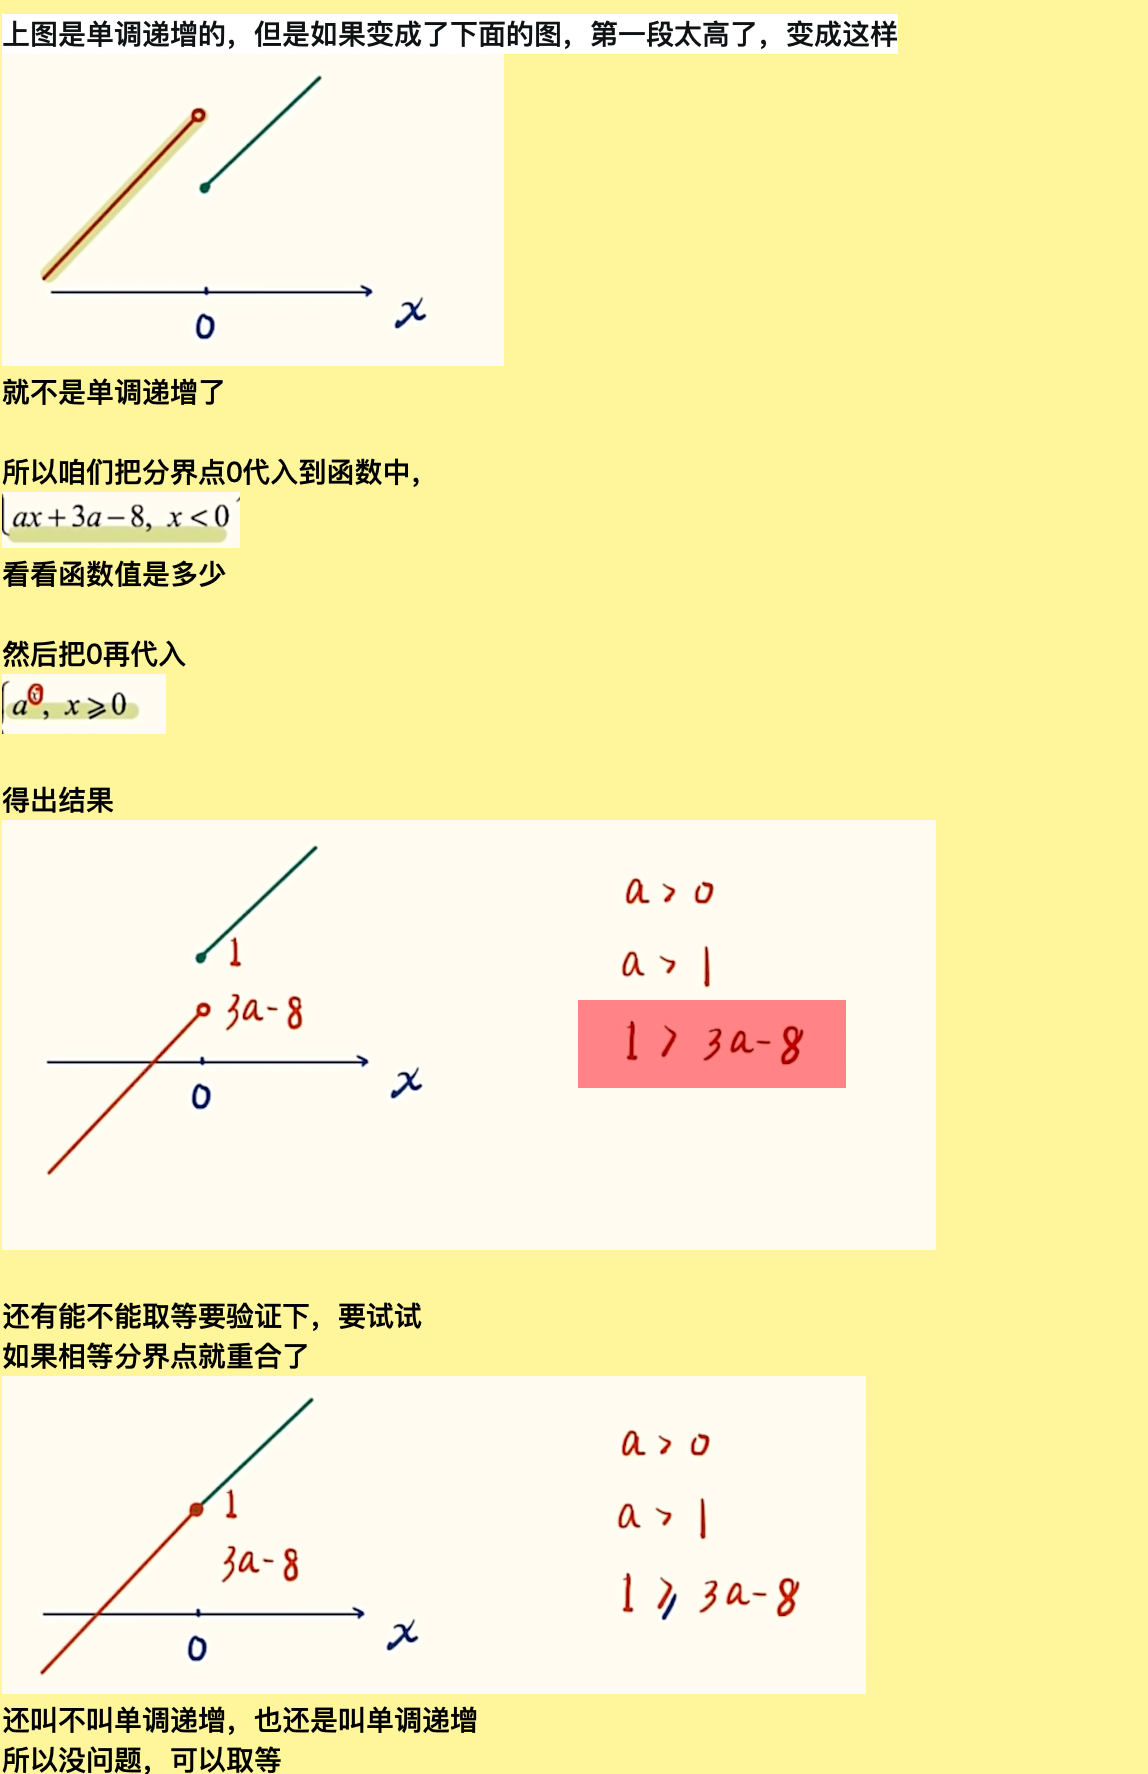 上图是单调递增的，但是如果变成了下面的图，第一段太高了，变成这样
0
x
就不是单调递增了
所以咱们把分界点0代入到函数中，
ax+3a−8, x<0
看看函数值是多少
然后把0再代入
a⁰, x⩾0
得出结果
a > 0
1
a > 1
3a-8
1 > 3a-8
0
x
还有能不能取等要验证下，要试试
如果相等分界点就重合了
a > 0
1
a > 1
3a-8
1 ⩾ 3a-8
0
x
还叫不叫单调递增，也还是叫单调递增
所以没问题，可以取等